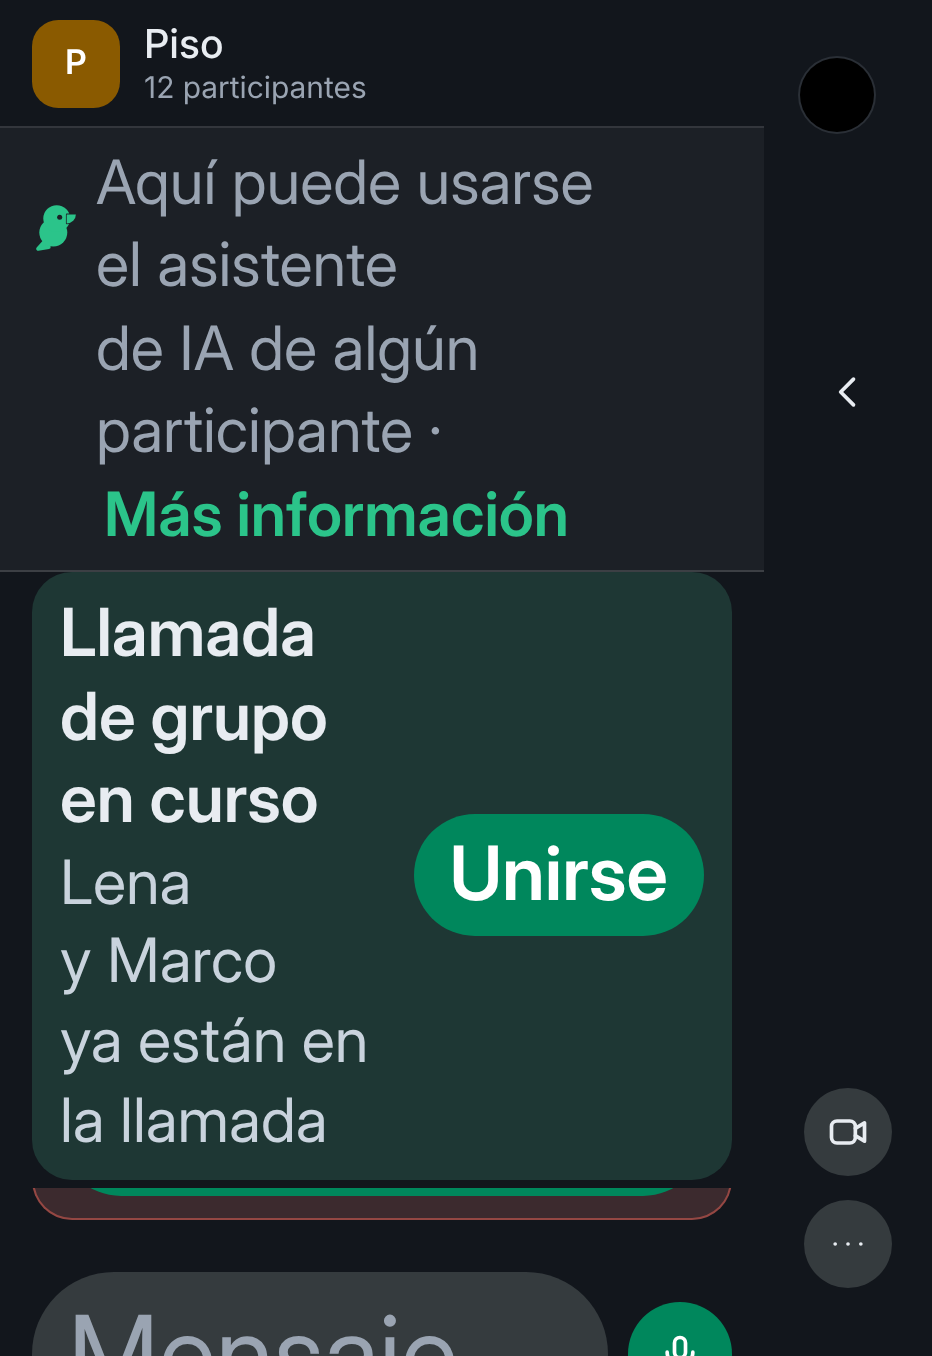 P
Piso
12 participantes
Aquí puede usarse
el asistente
de IA de algún
participante ·
Más información
Llamada
de grupo
en curso
Lena
y Marco
ya están en
la llamada
Unirse
Mensaje